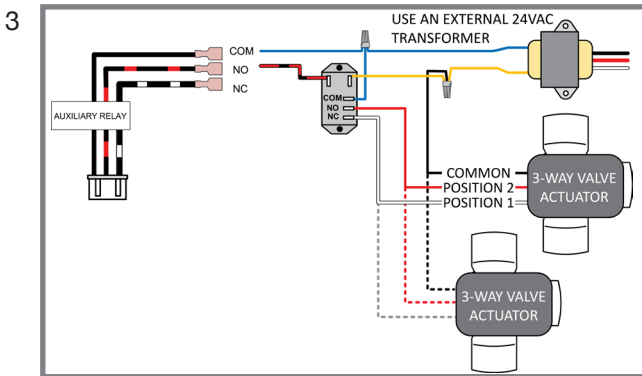 3
USE AN EXTERNAL 24VAC
TRANSFORMER
COM
NO
NC
AUXILIARY RELAY
COM
NO
NC
COMMON
POSITION 2
POSITION 1
3-WAY VALVE
ACTUATOR
3-WAY VALVE
ACTUATOR